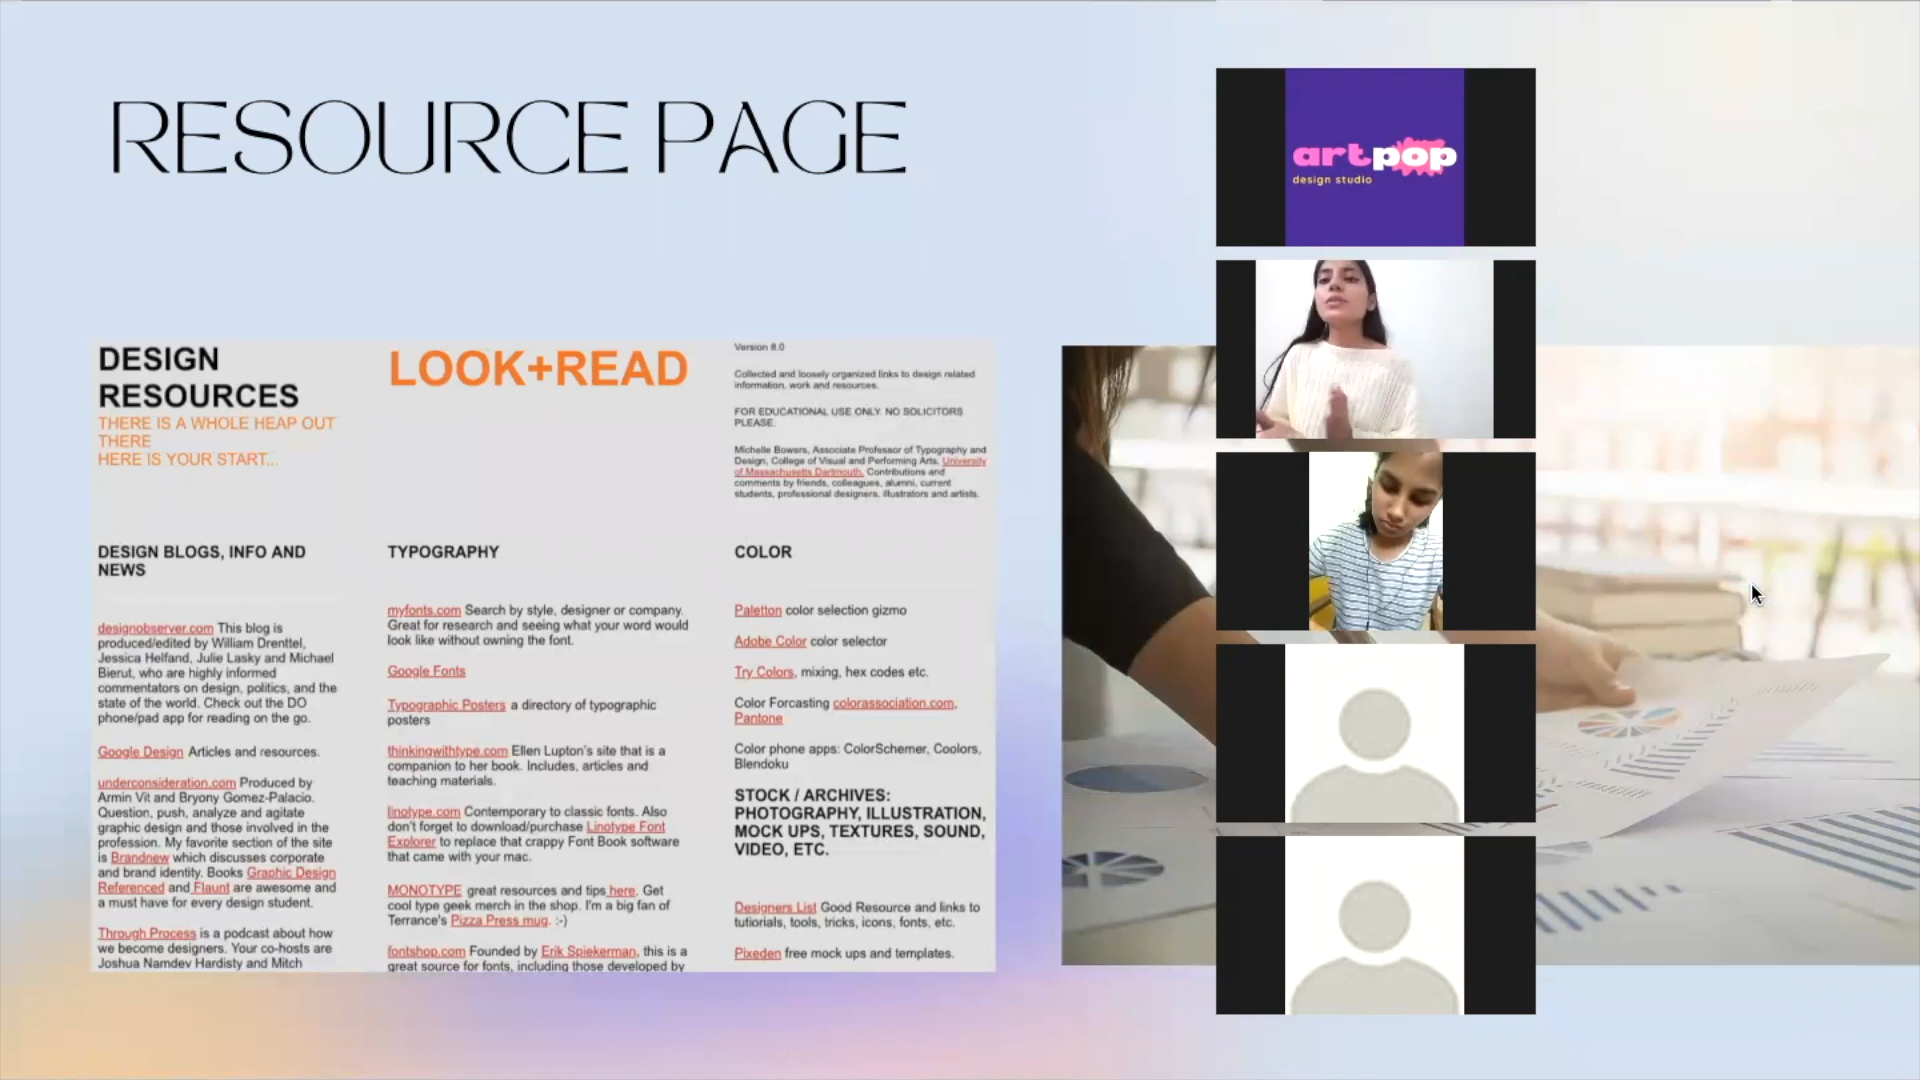 RESOURCE PAGE
artpop
design studio
DESIGN
RESOURCES
THERE IS A WHOLE HEAP OUT
THERE
HERE IS YOUR START...
LOOK+READ
Version 8.0
Collected and loosely organized links to design related
information, work and resources.
FOR EDUCATIONAL USE ONLY. NO SOLICITORS
PLEASE.
Michelle Bowers, Associate Professor of Typography and
Design, College of Visual and Performing Arts, University
of Massachusetts Dartmouth. Contributions and
comments by friends, colleagues, alumni, current
students, professional designers, illustrators and artists.
DESIGN BLOGS, INFO AND
NEWS
designobserver.com This blog is
produced/edited by William Drenttel,
Jessica Helfand, Julie Lasky and Michael
Bierut, who are highly informed
commentators on design, politics, and the
state of the world. Check out the DO
phone/pad app for reading on the go.
Google Design Articles and resources.
underconsideration.com Produced by
Armin Vit and Bryony Gomez-Palacio.
Question, push, analyze and agitate
graphic design and those involved in the
profession. My favorite section of the site
is Brandnew which discusses corporate
and brand identity. Books Graphic Design
Referenced and Flaunt are awesome and
a must have for every design student.
Through Process is a podcast about how
we become designers. Your co-hosts are
Joshua Namdev Hardisty and Mitch
TYPOGRAPHY
myfonts.com Search by style, designer or company.
Great for research and seeing what your word would
look like without owning the font.
Google Fonts
Typographic Posters a directory of typographic
posters
thinkingwithtype.com Ellen Lupton's site that is a
companion to her book. Includes, articles and
teaching materials.
linotype.com Contemporary to classic fonts. Also
don't forget to download/purchase Linotype Font
Explorer to replace that crappy Font Book software
that came with your mac.
MONOTYPE great resources and tips here. Get
cool type geek merch in the shop. I'm a big fan of
Terrance's Pizza Press mug. :-)
fontshop.com Founded by Erik Spiekerman, this is a
great source for fonts, including those developed by
COLOR
Paletton color selection gizmo
Adobe Color color selector
Try Colors, mixing, hex codes etc.
Color Forcasting colorassociation.com,
Pantone
Color phone apps: ColorSchemer, Coolors,
Blendoku
STOCK / ARCHIVES:
PHOTOGRAPHY, ILLUSTRATION,
MOCK UPS, TEXTURES, SOUND,
VIDEO, ETC.
Designers List Good Resource and links to
tutiorials, tools, tricks, icons, fonts, etc.
Pixeden free mock ups and templates.